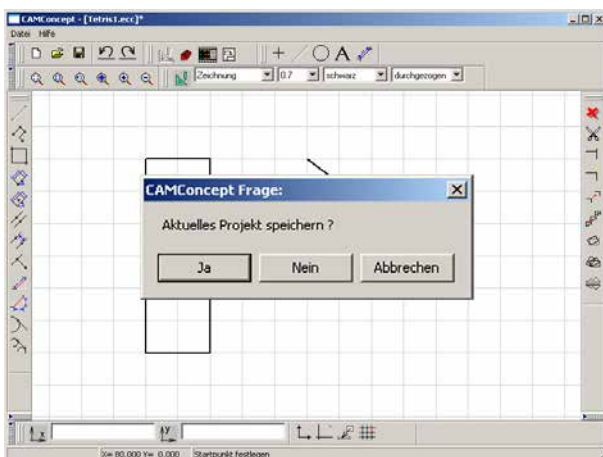 CAMConcept - [Tetris1.ecc]*
Datei Hilfe
A
Zeichnung 0.7 schwarz durchgezogen
CAMConcept Frage:
Aktuelles Projekt speichern ?
Ja Nein Abbrechen
X Y
X= 80.000 Y= 0.000 Startpunkt festlegen